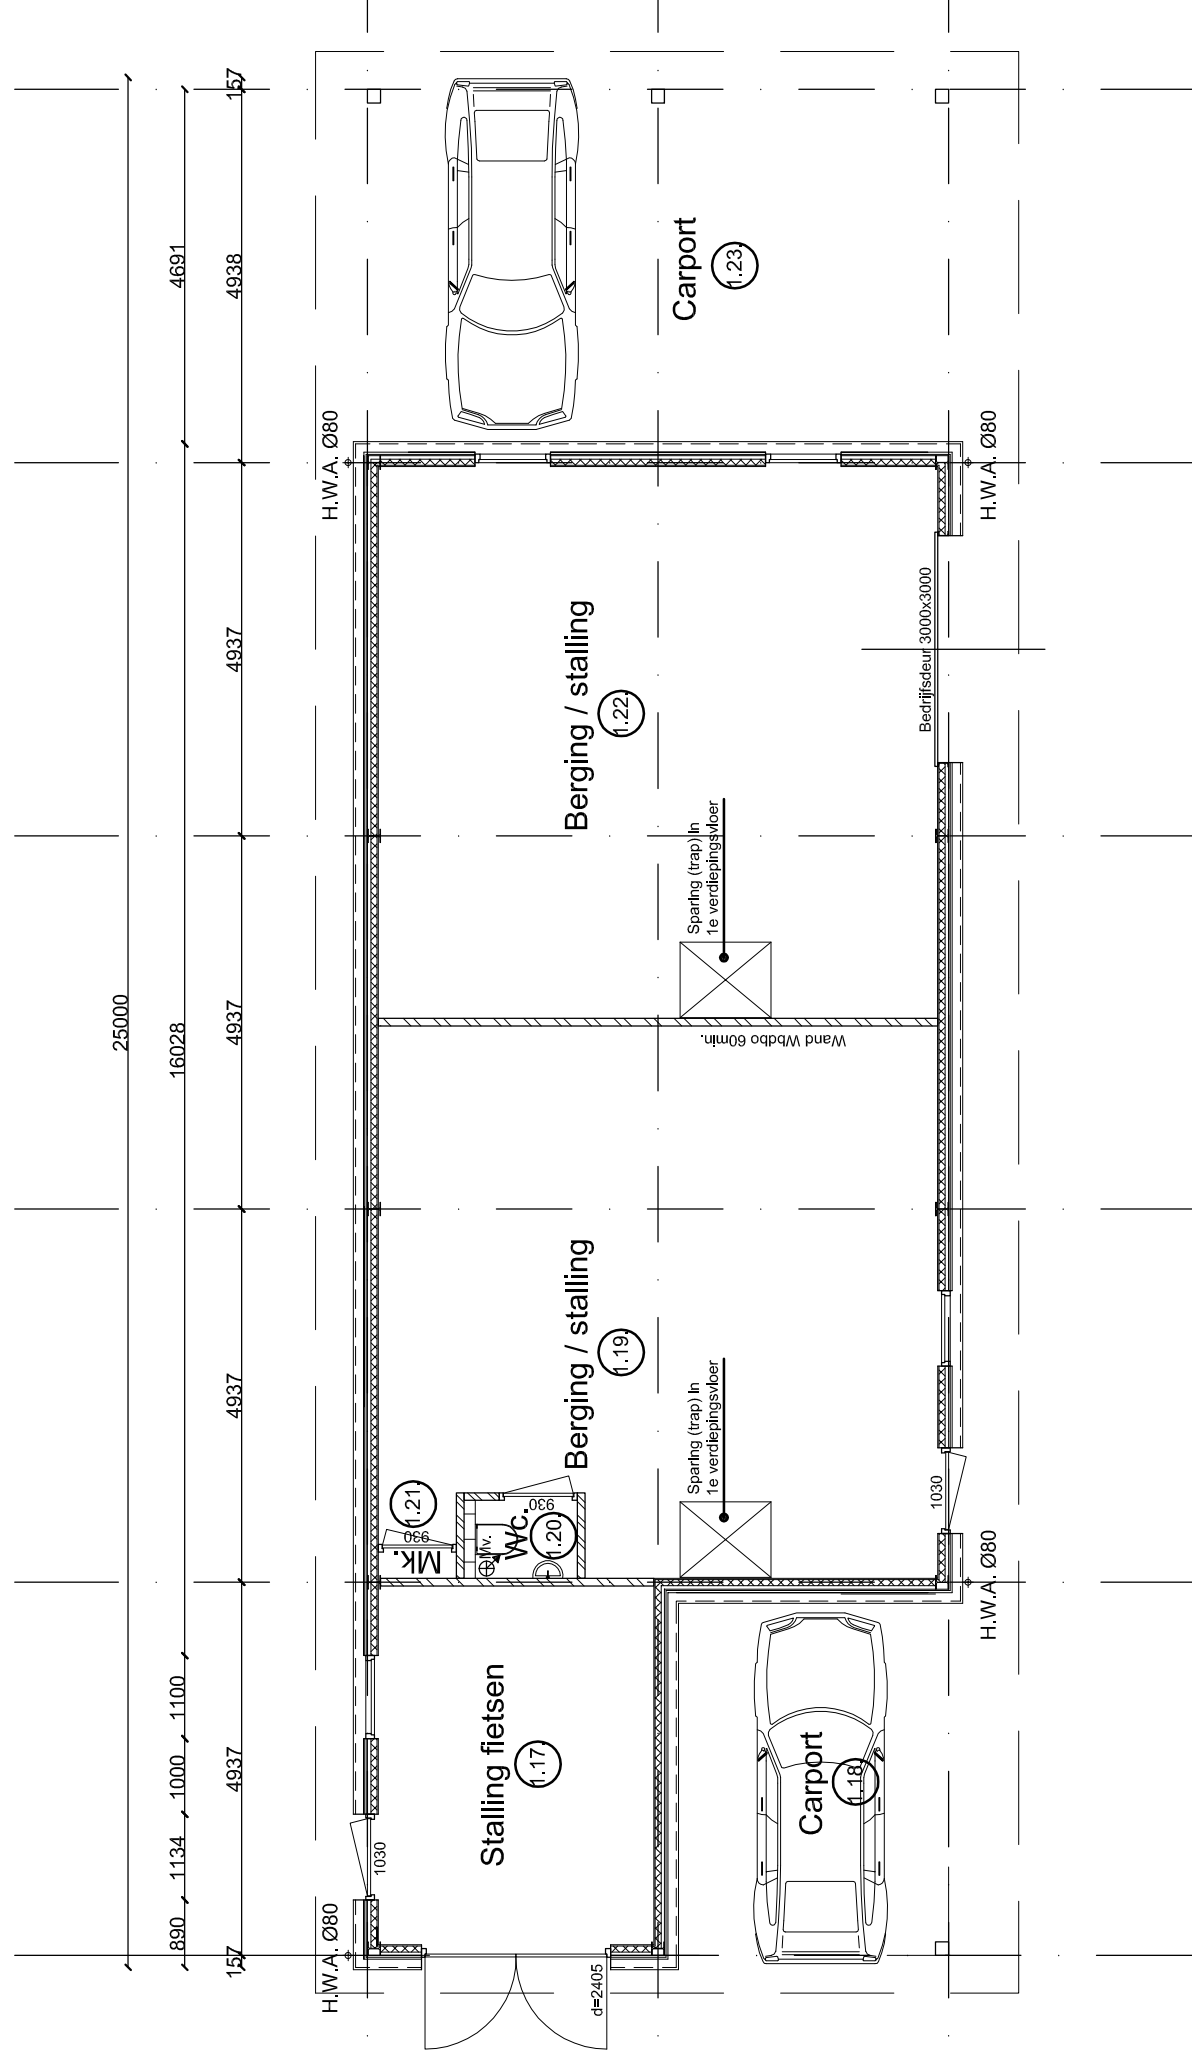 25000
157
4691
4938
16028
4937
4937
4937
4937
1100
1000
1134
890
157
H.W.A. Ø80
H.W.A. Ø80
Carport
1.23.
Berging / stalling
1.22.
Bedrijfsdeur 3000x3000
Sparing (trap) in
1e verdiepingsvloer
Wand Wbdbo 60min.
Berging / stalling
1.19.
Sparing (trap) in
1e verdiepingsvloer
1.21.
930
Mk.
930
Mv.
Wc.
1.20.
1030
H.W.A. Ø80
Stalling fietsen
1.17.
Carport
1.18.
1030
H.W.A. Ø80
d=2405